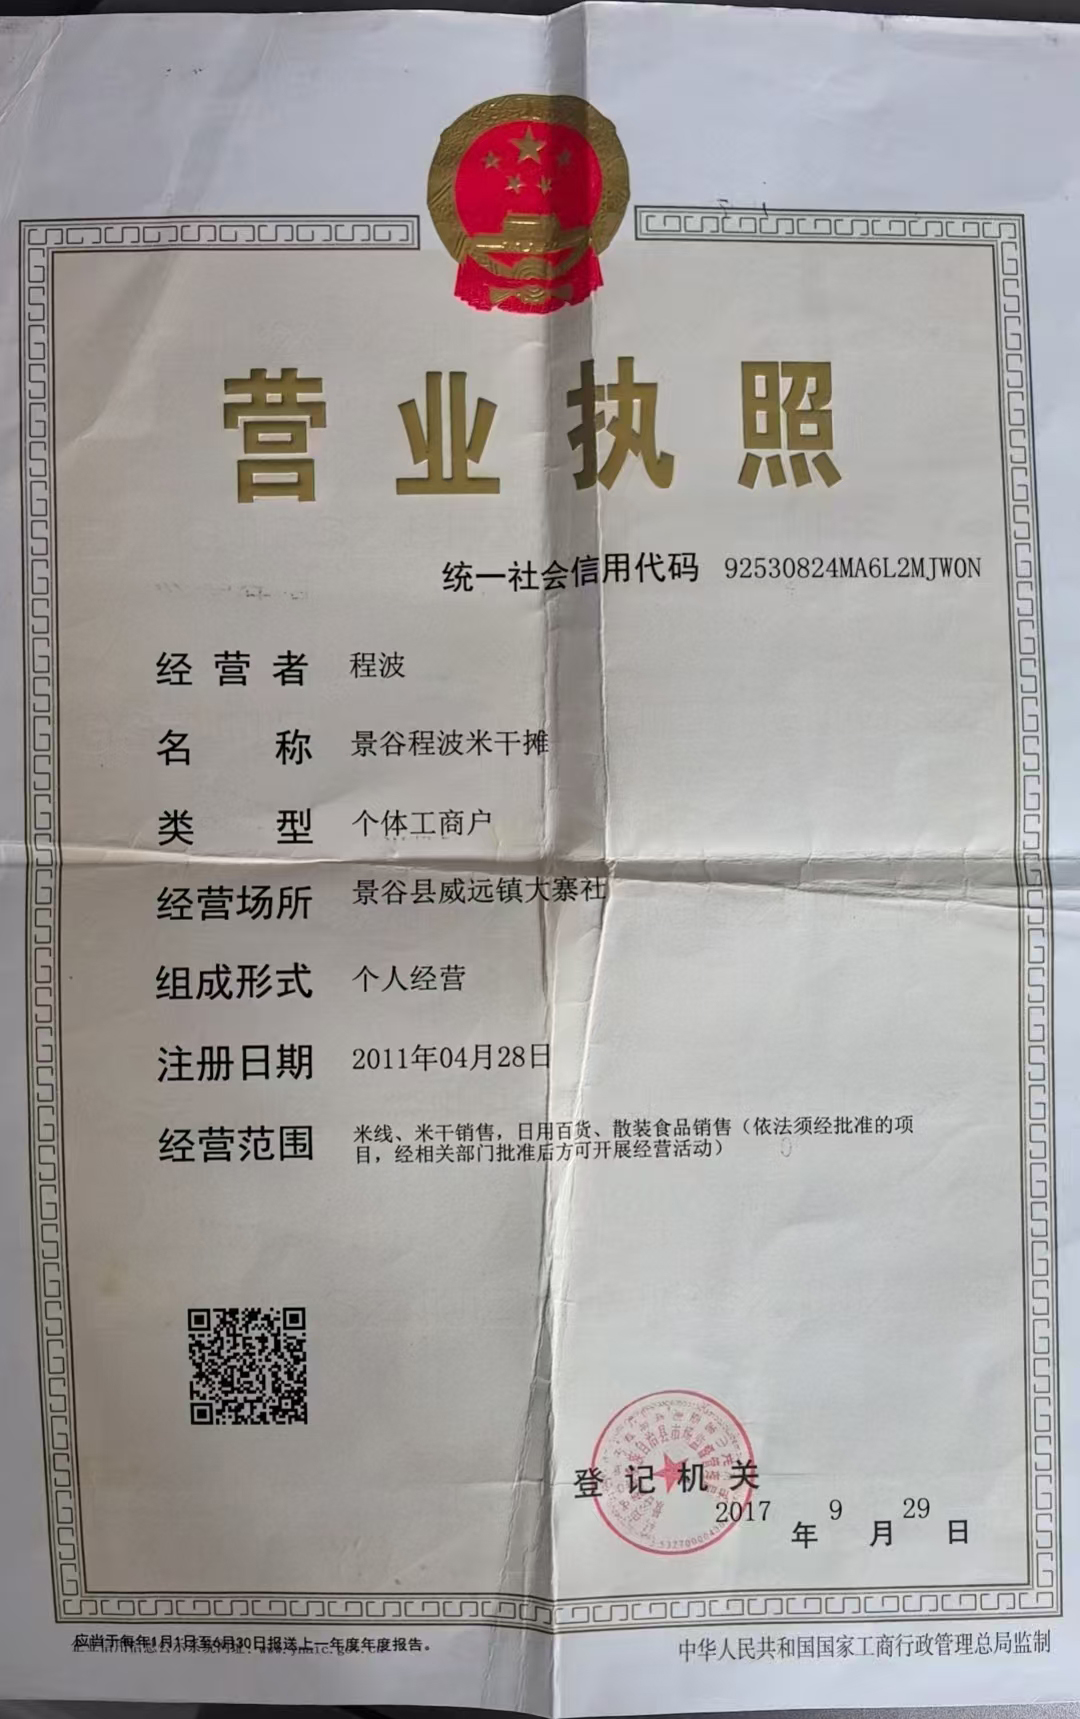 营业执照
统一社会信用代码 92530824MA6L2MJW0N
经营者 程波
名称 景谷程波米干摊
类型 个体工商户
经营场所 景谷县威远镇大寨社
组成形式 个人经营
注册日期 2011年04月28日
经营范围 米线、米干销售，日用百货、散装食品销售（依法须经批准的项
目，经相关部门批准后方可开展经营活动）
登记机关
2017年9月29日
应当于每年1月1日至6月30日报送上一年度年度报告。
中华人民共和国国家工商行政管理总局监制